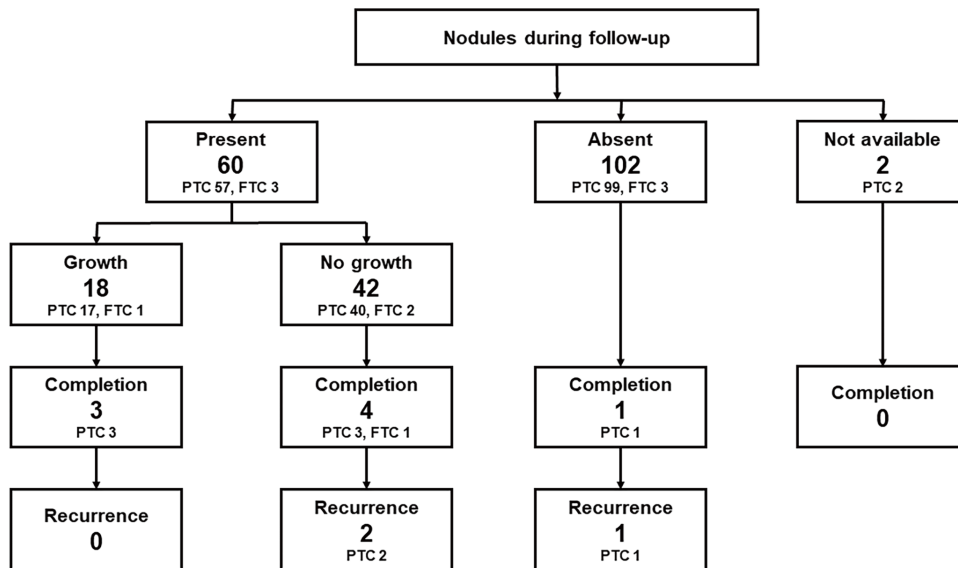 Nodules during follow-up
Present
60
PTC 57, FTC 3
Absent
102
PTC 99, FTC 3
Not available
2
PTC 2
Growth
18
PTC 17, FTC 1
No growth
42
PTC 40, FTC 2
Completion
3
PTC 3
Completion
4
PTC 3, FTC 1
Completion
1
PTC 1
Completion
0
Recurrence
0
Recurrence
2
PTC 2
Recurrence
1
PTC 1